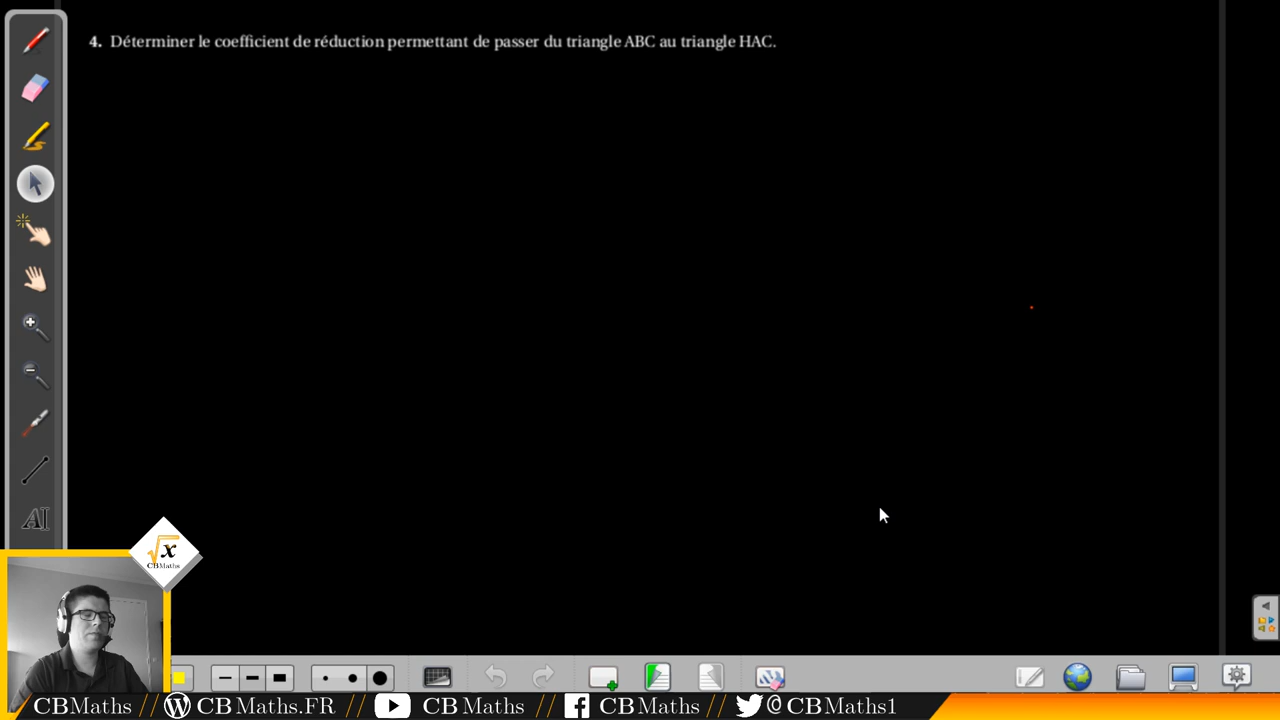 4. Déterminer le coefficient de réduction permettant de passer du triangle ABC au triangle HAC.
AI
√x
CBMaths
CBMaths // CBMaths.FR // CBMaths // CBMaths // @CBMaths1